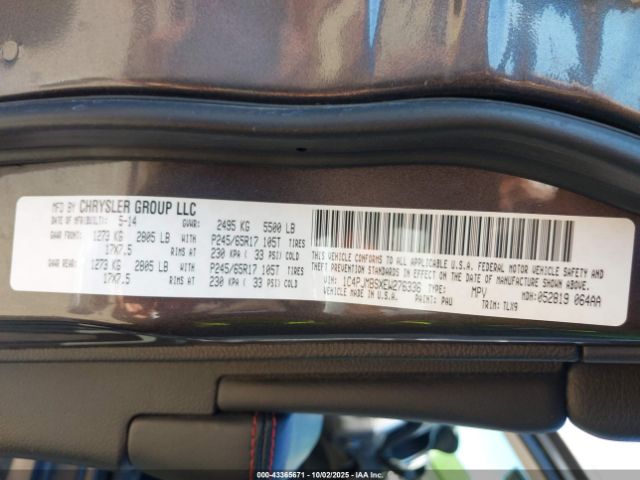 MFD BY CHRYSLER GROUP LLC
DATE OF MFR(BUILT): 5-14 GVWR: 2495 KG 5500 LB
GAWR FRONT: 1273 KG 2805 LB WITH P245/65R17 105T TIRES
17X7.5 RIMS AT 230 KPA ( 33 PSI) COLD
GAWR REAR: 1273 KG 2805 LB WITH P245/65R17 105T TIRES
17X7.5 RIMS AT 230 KPA ( 33 PSI) COLD
THIS VEHICLE CONFORMS TO ALL APPLICABLE U.S.A. FEDERAL MOTOR VEHICLE SAFETY AND
THEFT PREVENTION STANDARDS IN EFFECT ON THE DATE OF MANUFACTURE SHOWN ABOVE.
VIN: 1C4PJMBSXEW276336 TYPE: MPV MDH: 052819 064AA
VEHICLE MADE IN U.S.A. PAINT: PAU TRIM: TLX9
000-43365671 - 10/02/2025 - IAAI.com